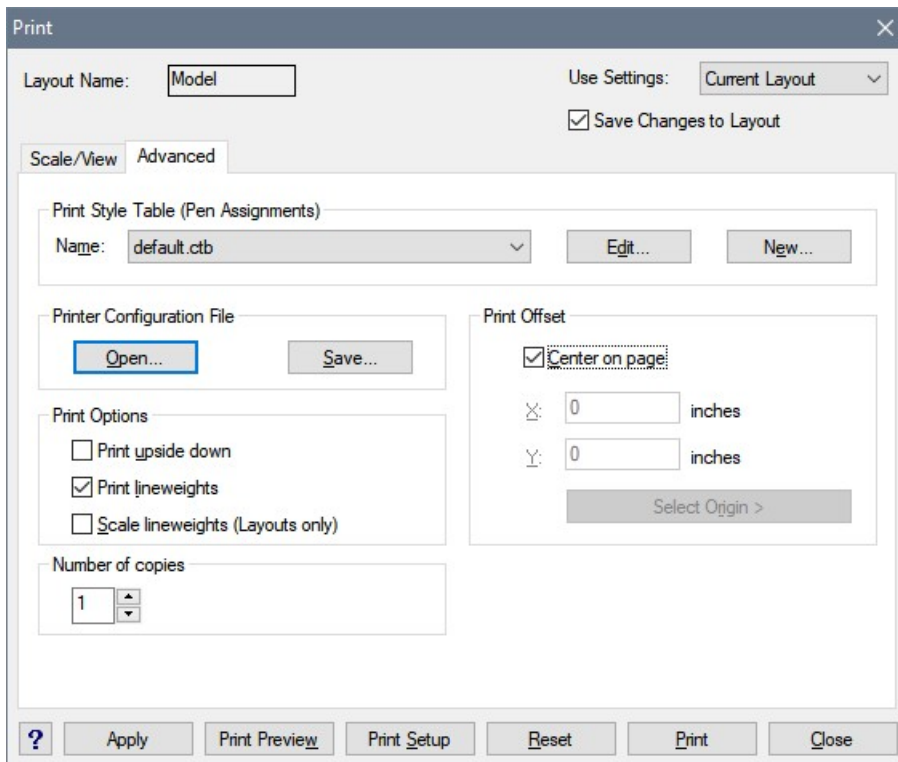 Print
Layout Name: Model Use Settings: Current Layout
Save Changes to Layout
Scale/View Advanced
Print Style Table (Pen Assignments)
Name: default.ctb Edit... New...
Printer Configuration File Print Offset
Open... Save... Center on page
X: 0 inches
Print Options
Print upside down Y: 0 inches
Print lineweights
Select Origin >
Scale lineweights (Layouts only)
Number of copies
1
? Apply Print Preview Print Setup Reset Print Close